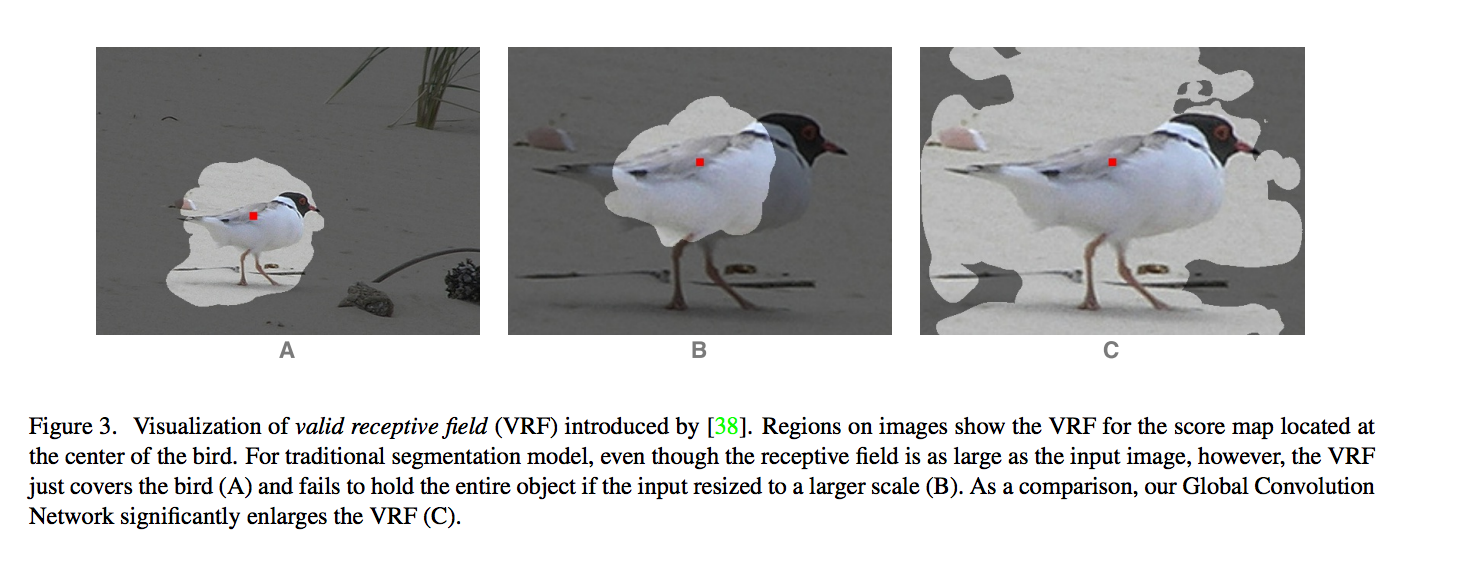 A
B
C
Figure 3. Visualization of valid receptive field (VRF) introduced by [38]. Regions on images show the VRF for the score map located at
the center of the bird. For traditional segmentation model, even though the receptive field is as large as the input image, however, the VRF
just covers the bird (A) and fails to hold the entire object if the input resized to a larger scale (B). As a comparison, our Global Convolution
Network significantly enlarges the VRF (C).